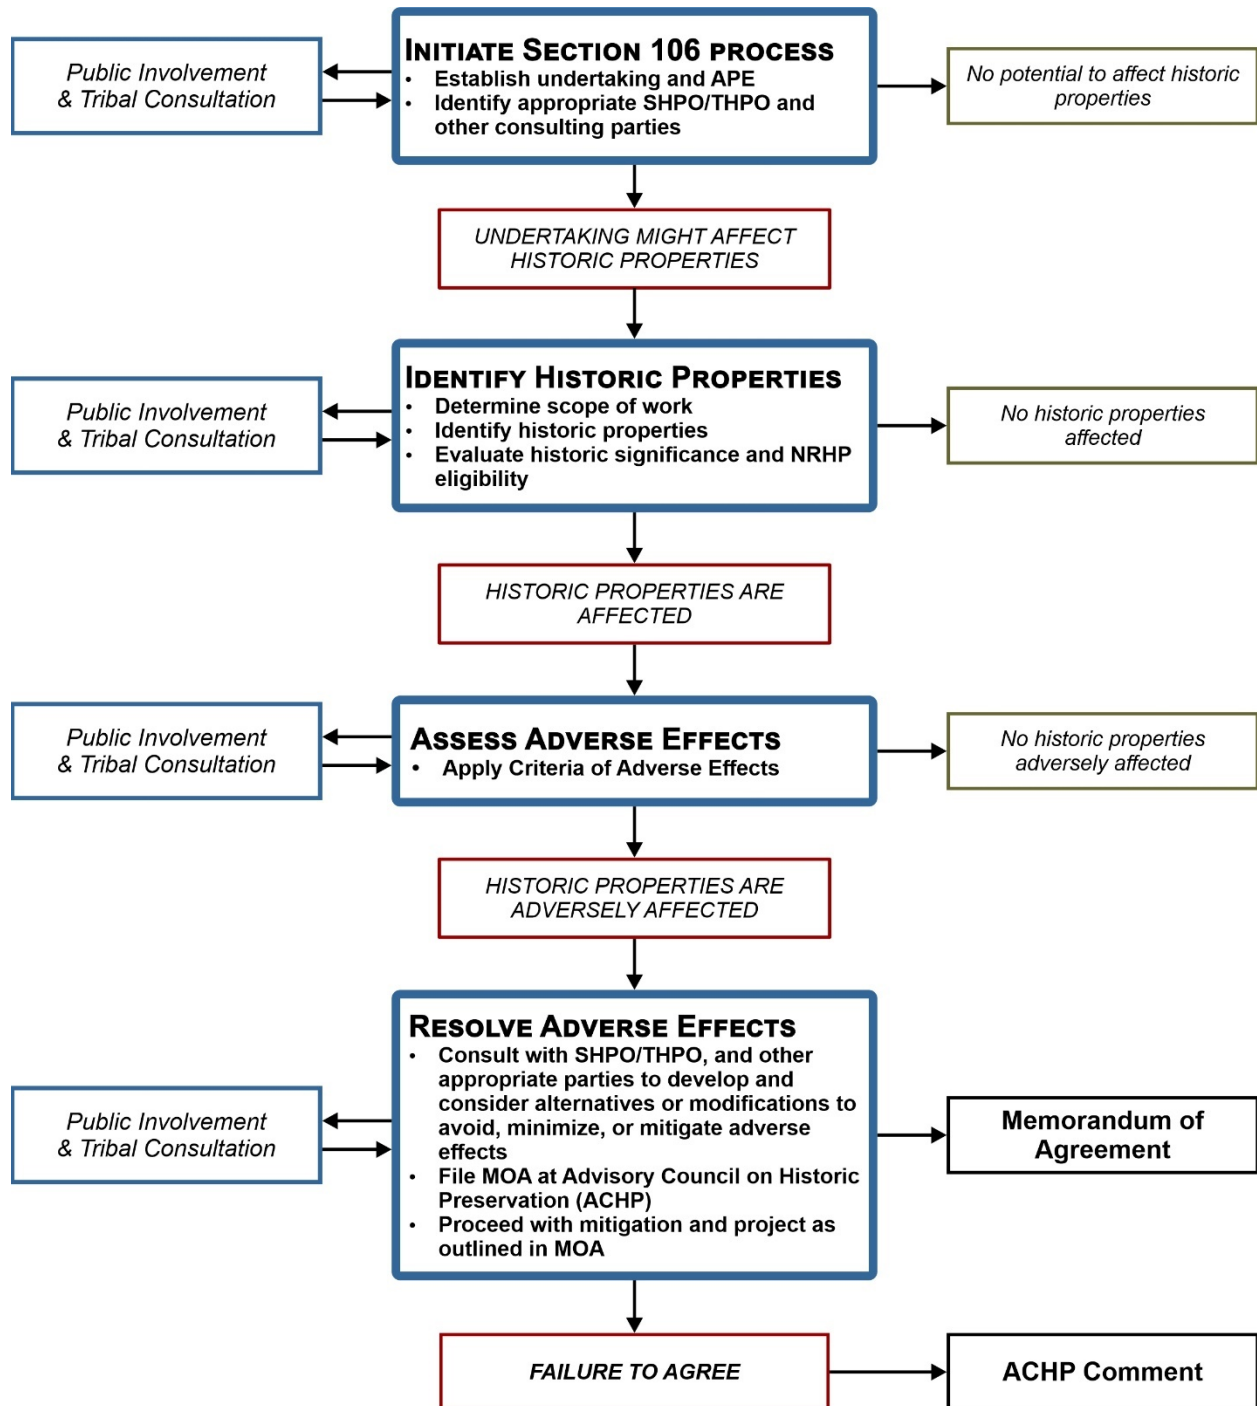 INITIATE SECTION 106 PROCESS
• Establish undertaking and APE
• Identify appropriate SHPO/THPO and
other consulting parties
Public Involvement
& Tribal Consultation
No potential to affect historic
properties
UNDERTAKING MIGHT AFFECT
HISTORIC PROPERTIES
IDENTIFY HISTORIC PROPERTIES
• Determine scope of work
• Identify historic properties
• Evaluate historic significance and NRHP
eligibility
Public Involvement
& Tribal Consultation
No historic properties
affected
HISTORIC PROPERTIES ARE
AFFECTED
ASSESS ADVERSE EFFECTS
• Apply Criteria of Adverse Effects
Public Involvement
& Tribal Consultation
No historic properties
adversely affected
HISTORIC PROPERTIES ARE
ADVERSELY AFFECTED
RESOLVE ADVERSE EFFECTS
• Consult with SHPO/THPO, and other
appropriate parties to develop and
consider alternatives or modifications to
avoid, minimize, or mitigate adverse
effects
• File MOA at Advisory Council on Historic
Preservation (ACHP)
• Proceed with mitigation and project as
outlined in MOA
Public Involvement
& Tribal Consultation
Memorandum of
Agreement
FAILURE TO AGREE
ACHP Comment